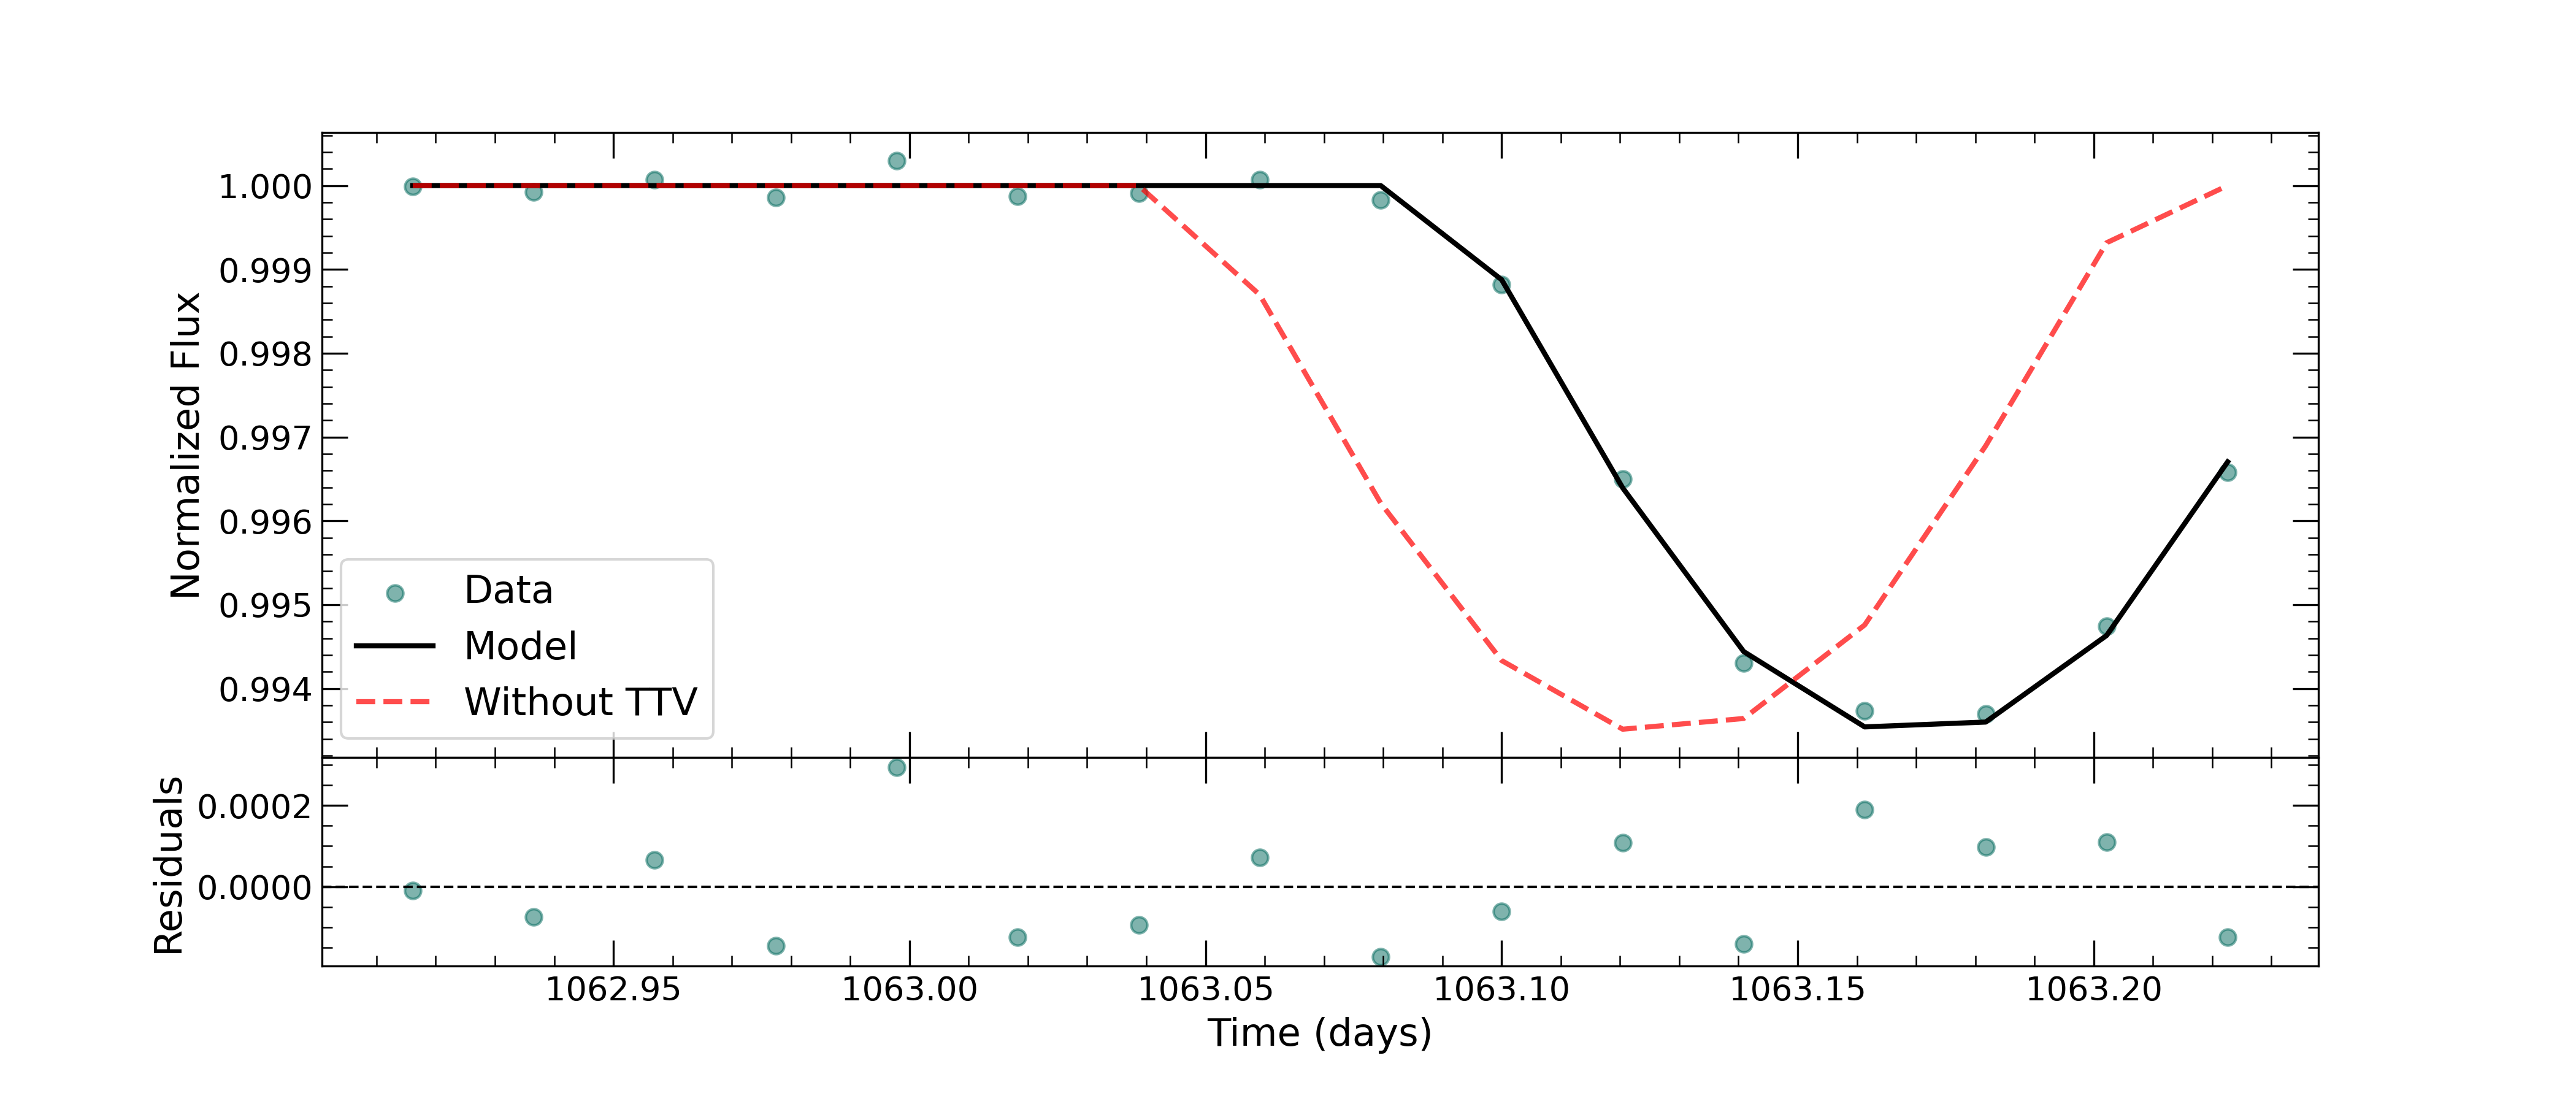 Normalized Flux
1.000
0.999
0.998
0.997
0.996
0.995
0.994
Data
Model
Without TTV
Residuals
0.0002
0.0000
1062.95 1063.00 1063.05 1063.10 1063.15 1063.20
Time (days)